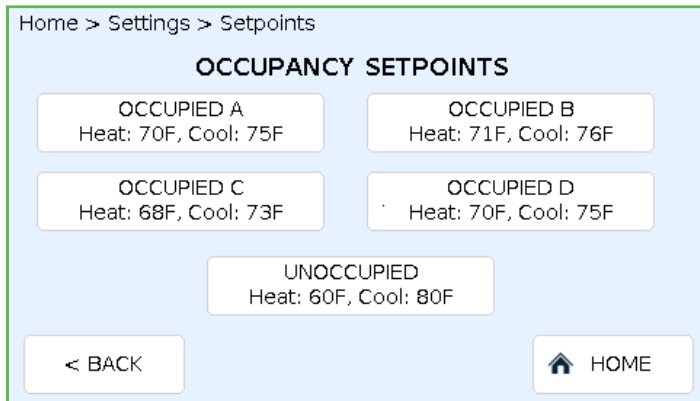 Home > Settings > Setpoints
OCCUPANCY SETPOINTS
OCCUPIED A
Heat: 70F, Cool: 75F
OCCUPIED B
Heat: 71F, Cool: 76F
OCCUPIED C
Heat: 68F, Cool: 73F
OCCUPIED D
Heat: 70F, Cool: 75F
UNOCCUPIED
Heat: 60F, Cool: 80F
< BACK
HOME